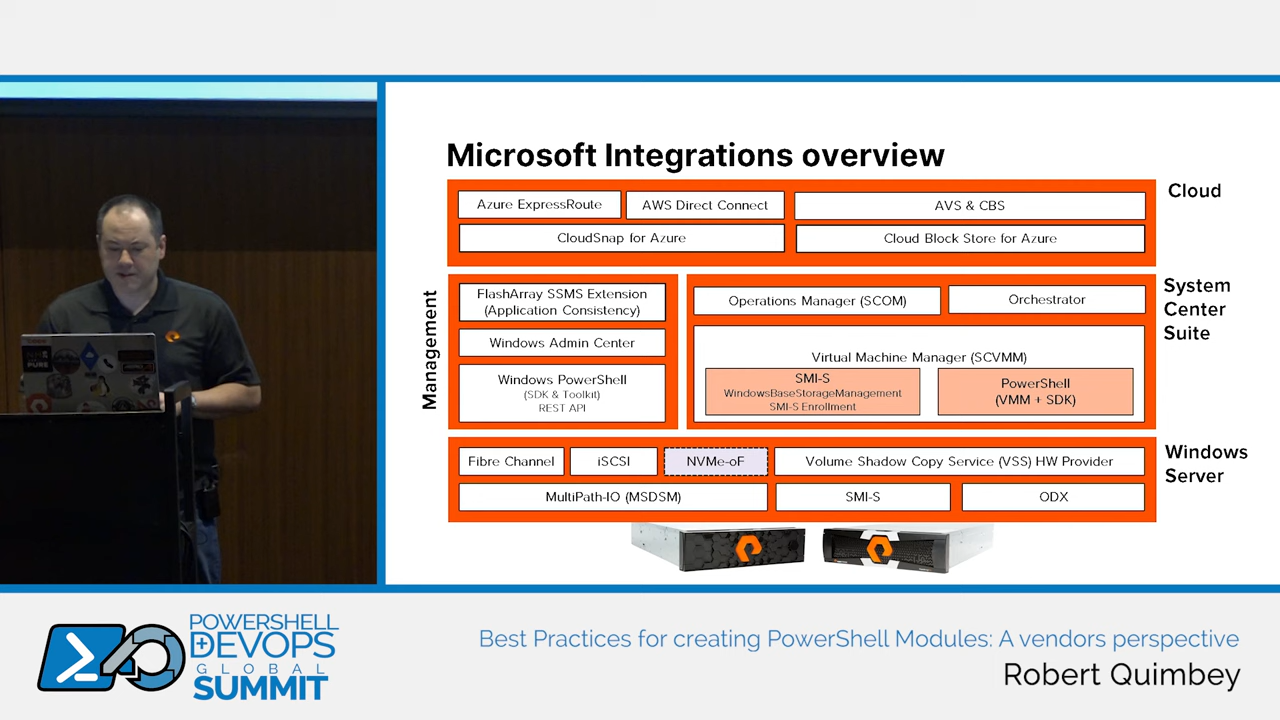 Microsoft Integrations overview
Cloud
Azure ExpressRoute
AWS Direct Connect
AVS & CBS
CloudSnap for Azure
Cloud Block Store for Azure
Management
FlashArray SSMS Extension
(Application Consistency)
Windows Admin Center
Windows PowerShell
(SDK & Toolkit)
REST API
System
Center
Suite
Operations Manager (SCOM)
Orchestrator
Virtual Machine Manager (SCVMM)
SMI-S
WindowsBaseStorageManagement
SMI-S Enrollment
PowerShell
(VMM + SDK)
Windows
Server
Fibre Channel
iSCSI
NVMe-oF
Volume Shadow Copy Service (VSS) HW Provider
MultiPath-IO (MSDSM)
SMI-S
ODX
POWERSHELL
DEVOPS
GLOBAL
SUMMIT
Best Practices for creating PowerShell Modules: A vendors perspective
Robert Quimbey